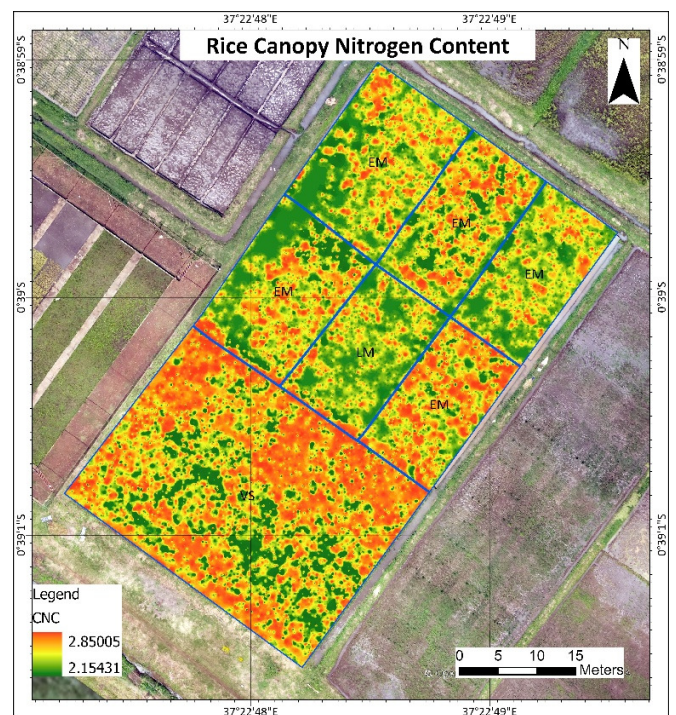 37°22'48"E
37°22'49"E
Rice Canopy Nitrogen Content
N
0°38'59"S
0°38'59"S
EM
EM
EM
EM
0°39'S
0°39'S
LM
EM
VS
0°39'1"S
0°39'1"S
Legend
CNC
2.85005
2.15431
0 5 10 15
Meters
37°22'48"E
37°22'49"E